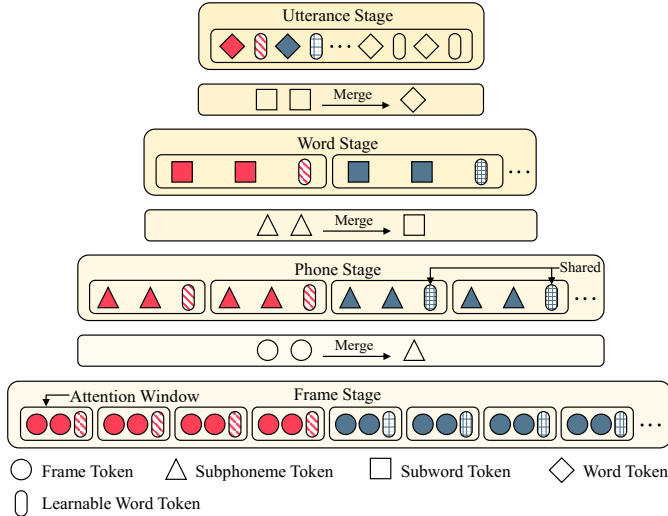 Utterance Stage
...
Merge
Word Stage
...
Merge
Phone Stage
Shared
...
Merge
Attention Window
Frame Stage
...
Frame Token
Subphoneme Token
Subword Token
Word Token
Learnable Word Token